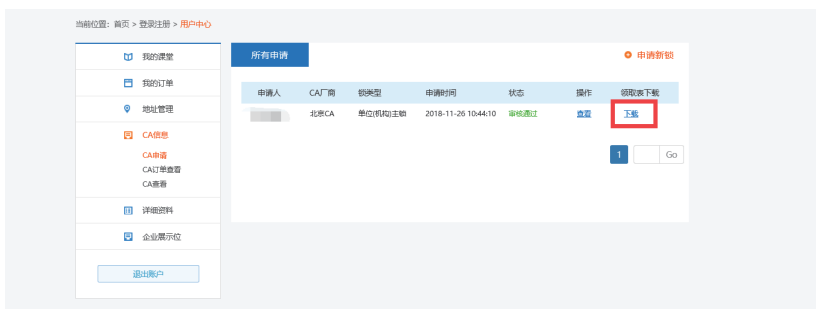 当前位置：首页 > 登录注册 > 用户中心
我的课堂
我的订单
地址管理
CA信息
CA申请
CA订单查看
CA查看
详细资料
企业展示位
退出账户
所有申请
申请新锁
申请人 CA厂商 锁类型 申请时间 状态 操作 领取表下载
北京CA 单位(机构)主锁 2018-11-26 10:44:10 审核通过 查看 下载
1 Go